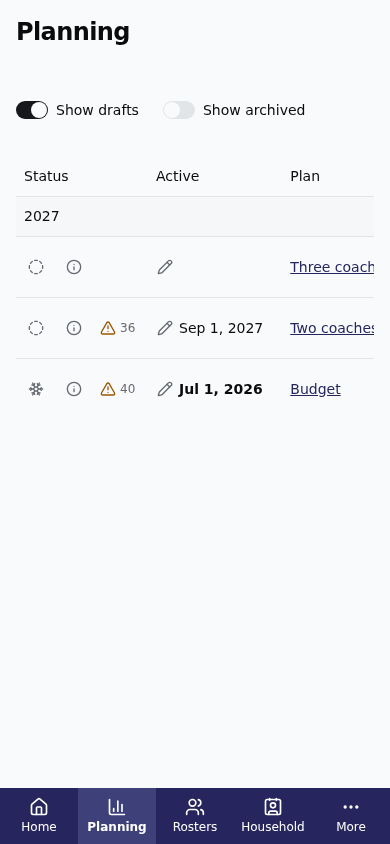 Planning
Show drafts Show archived
Status Active Plan
2027
Three coach
36 Sep 1, 2027 Two coaches
40 Jul 1, 2026 Budget
Home Planning Rosters Household More